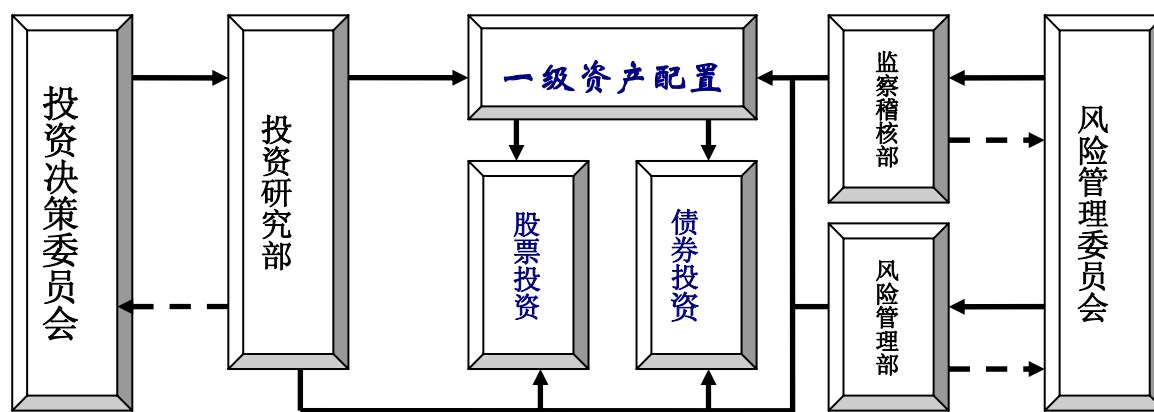 投资决策委员会
投资研究部
一级资产配置
股票投资
债券投资
监察稽核部
风险管理部
风险管理委员会